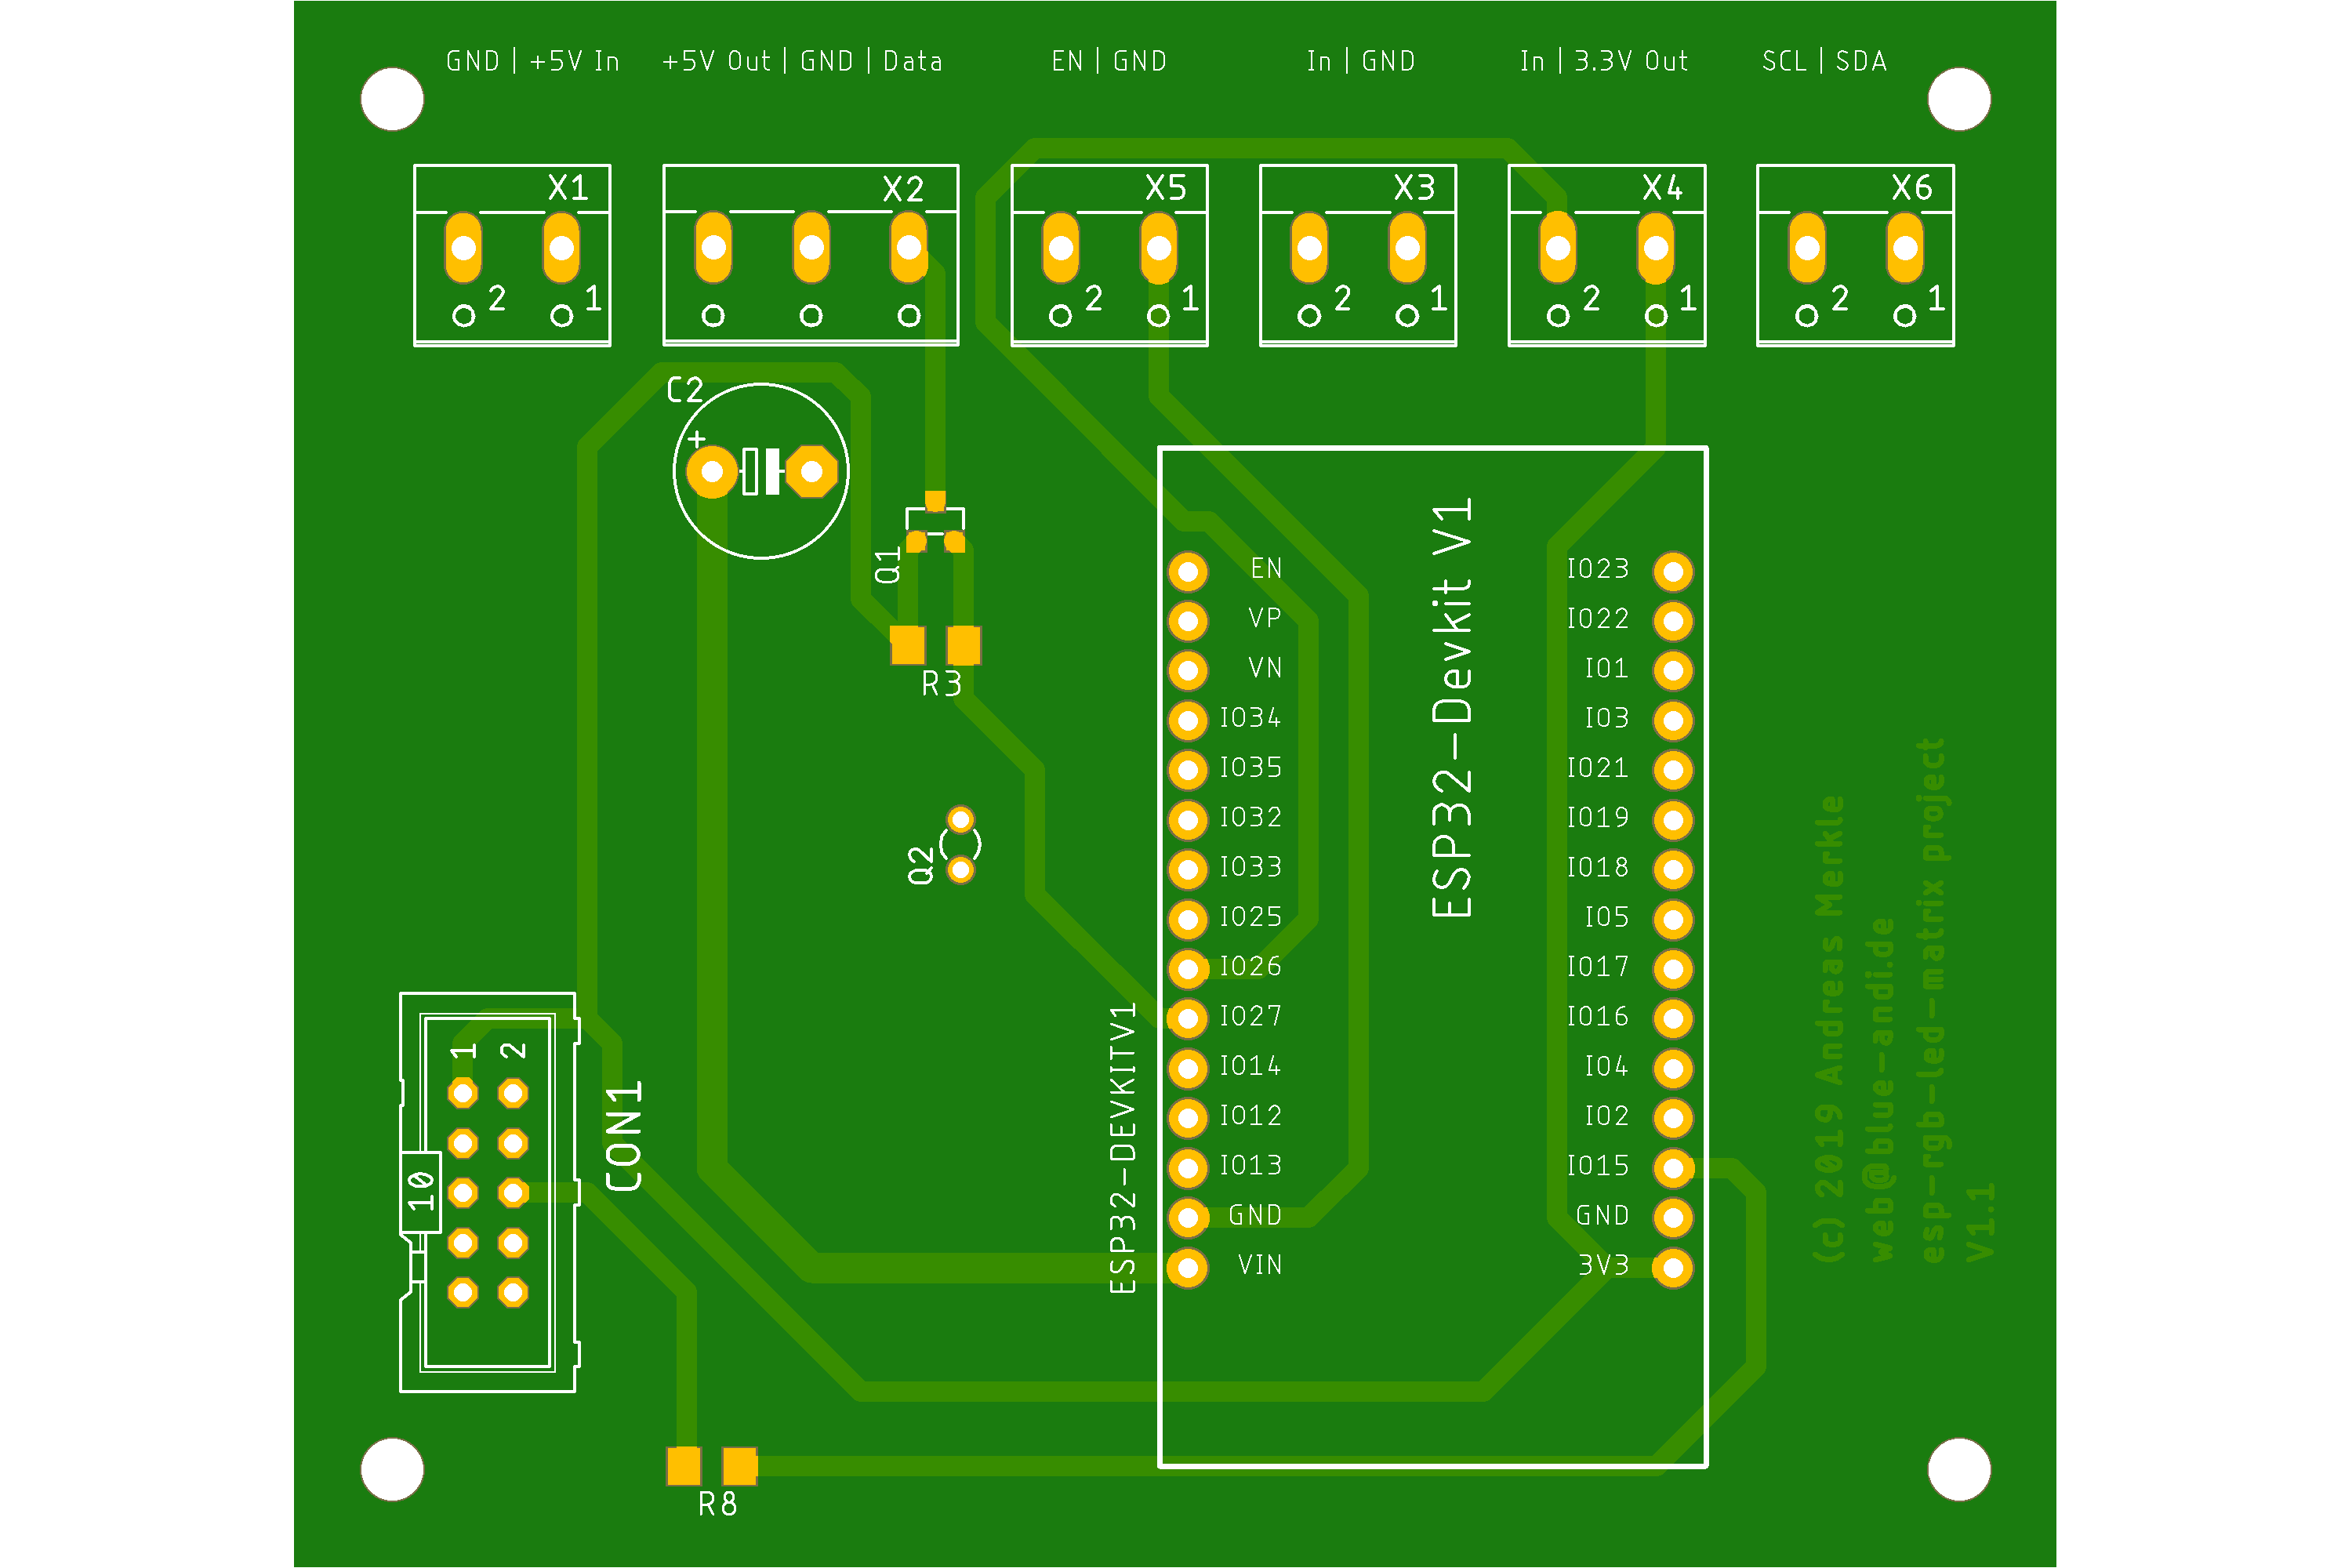 GND | +5V In
+5V Out | GND | Data
EN | GND
In | GND
In | 3.3V Out
SCL | SDA
X1
X2
X5
X3
X4
X6
2
1
2
1
2
1
2
1
2
1
C2
+
Q1
R3
Q2
ESP32-Devkit V1
EN
VP
VN
IO34
IO35
IO32
IO33
IO25
IO26
IO27
IO14
IO12
IO13
GND
VIN
IO23
IO22
IO1
IO3
IO21
IO19
IO18
IO5
IO17
IO16
IO4
IO2
IO15
GND
3V3
ESP32-DEVKITV1
1
2
10
CON1
R8
(c) 2019 Andreas Merkle
web@blue-andi.de
esp-rgb-led-matrix project
V1.1